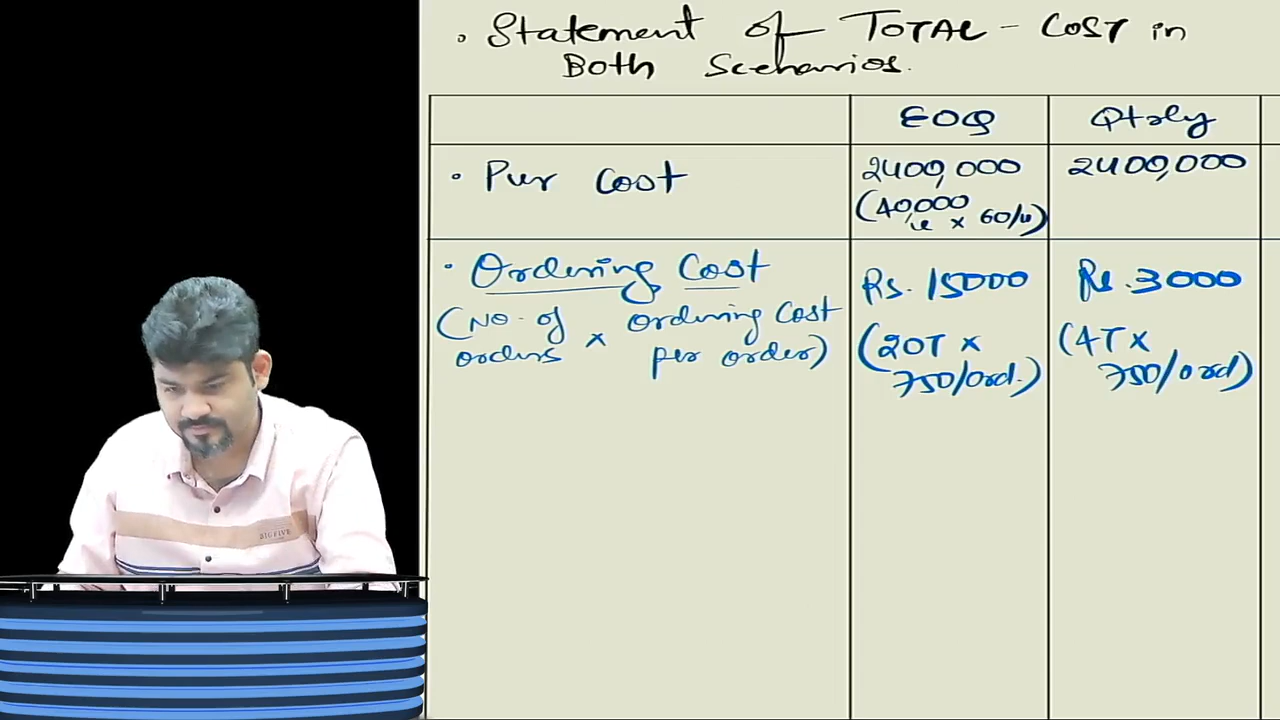 • Statement of TOTAL - COST in
Both Scenarios.
EOQ Qtrly
• Pur Cost 2400,000 2400,000
(40,000
u x 60/u)
• Ordering Cost Rs. 15000 Rs. 3000
(No. of orders x ordering cost per order) (20T x 750/ord.) (4T x 750/ord)
BIGFIVE